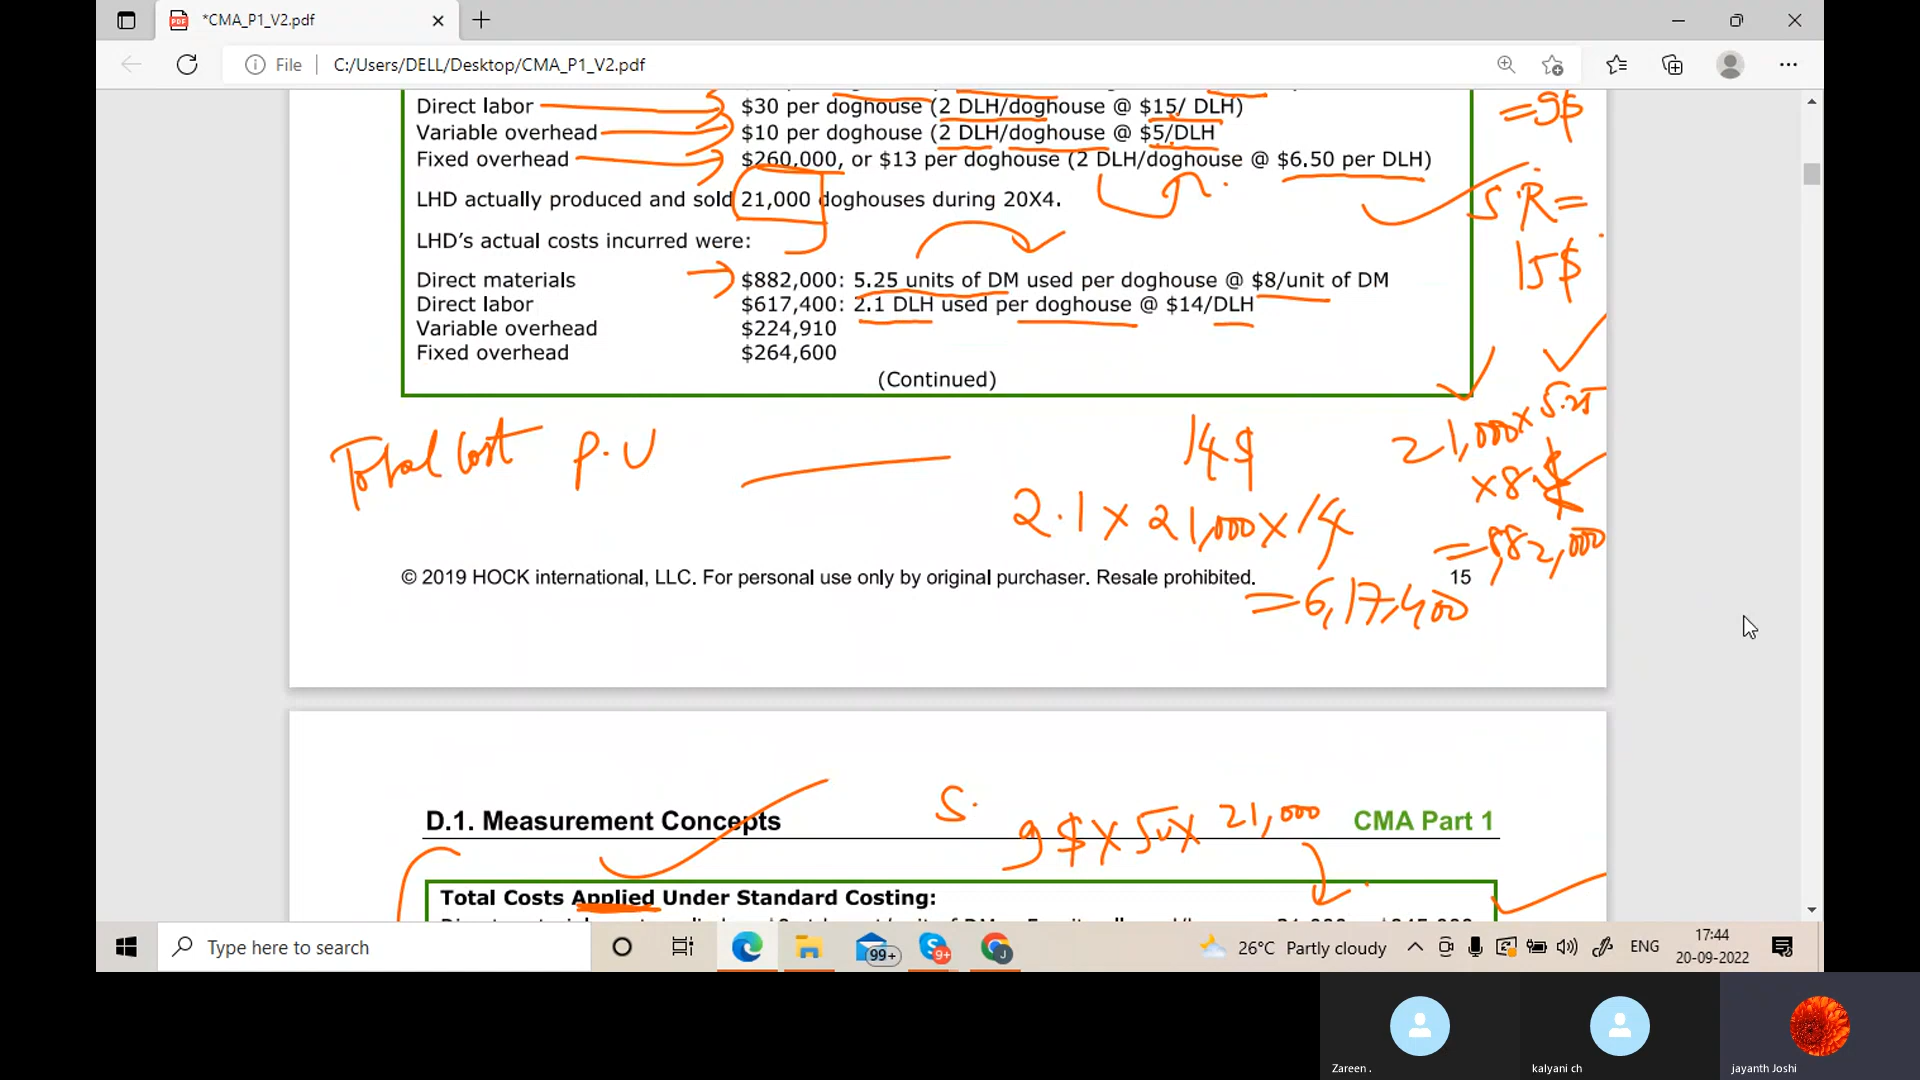 *CMA_P1_V2.pdf
File C:/Users/DELL/Desktop/CMA_P1_V2.pdf
Direct labor $30 per doghouse (2 DLH/doghouse @ $15/ DLH)
Variable overhead $10 per doghouse (2 DLH/doghouse @ $5/DLH
Fixed overhead $260,000, or $13 per doghouse (2 DLH/doghouse @ $6.50 per DLH)
=9$
S.R=
15$
LHD actually produced and sold 21,000 doghouses during 20X4.
LHD's actual costs incurred were:
Direct materials $882,000: 5.25 units of DM used per doghouse @ $8/unit of DM
Direct labor $617,400: 2.1 DLH used per doghouse @ $14/DLH
Variable overhead $224,910
Fixed overhead $264,600
(Continued)
21,000x 5.25
x8$
=882,000
Total Cost P.U
14$
2.1 x 21,000x14
=6,17,400
© 2019 HOCK international, LLC. For personal use only by original purchaser. Resale prohibited. 15
S.
9$x5ux21,000
D.1. Measurement Concepts CMA Part 1
Total Costs Applied Under Standard Costing:
Type here to search
99+
9+
J
26°C Partly cloudy
ENG
17:44
20-09-2022
Zareen .
kalyani ch
jayanth Joshi